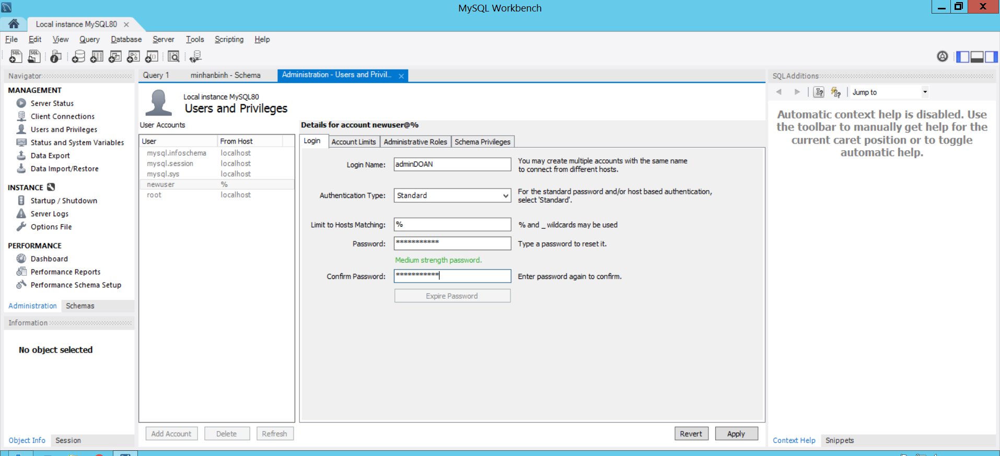 MySQL Workbench
Local instance MySQL80
File Edit View Query Database Server Tools Scripting Help
Navigator
MANAGEMENT
Server Status
Client Connections
Users and Privileges
Status and System Variables
Data Export
Data Import/Restore
INSTANCE
Startup / Shutdown
Server Logs
Options File
PERFORMANCE
Dashboard
Performance Reports
Performance Schema Setup
Administration Schemas
Information
No object selected
Object Info Session
Query 1 minhanbinh - Schema Administration - Users and Privil...
Local instance MySQL80
Users and Privileges
User Accounts
User From Host
mysql.infoschema localhost
mysql.session localhost
mysql.sys localhost
newuser %
root localhost
Add Account Delete Refresh
Details for account newuser@%
Login Account Limits Administrative Roles Schema Privileges
Login Name: adminDOAN You may create multiple accounts with the same name
to connect from different hosts.
Authentication Type: Standard For the standard password and/or host based authentication,
select 'Standard'.
Limit to Hosts Matching: % % and _ wildcards may be used
Password: *********** Type a password to reset it.
Medium strength password.
Confirm Password: *********** Enter password again to confirm.
Expire Password
Revert Apply
SQLAdditions
Jump to
Automatic context help is disabled. Use
the toolbar to manually get help for the
current caret position or to toggle
automatic help.
Context Help Snippets